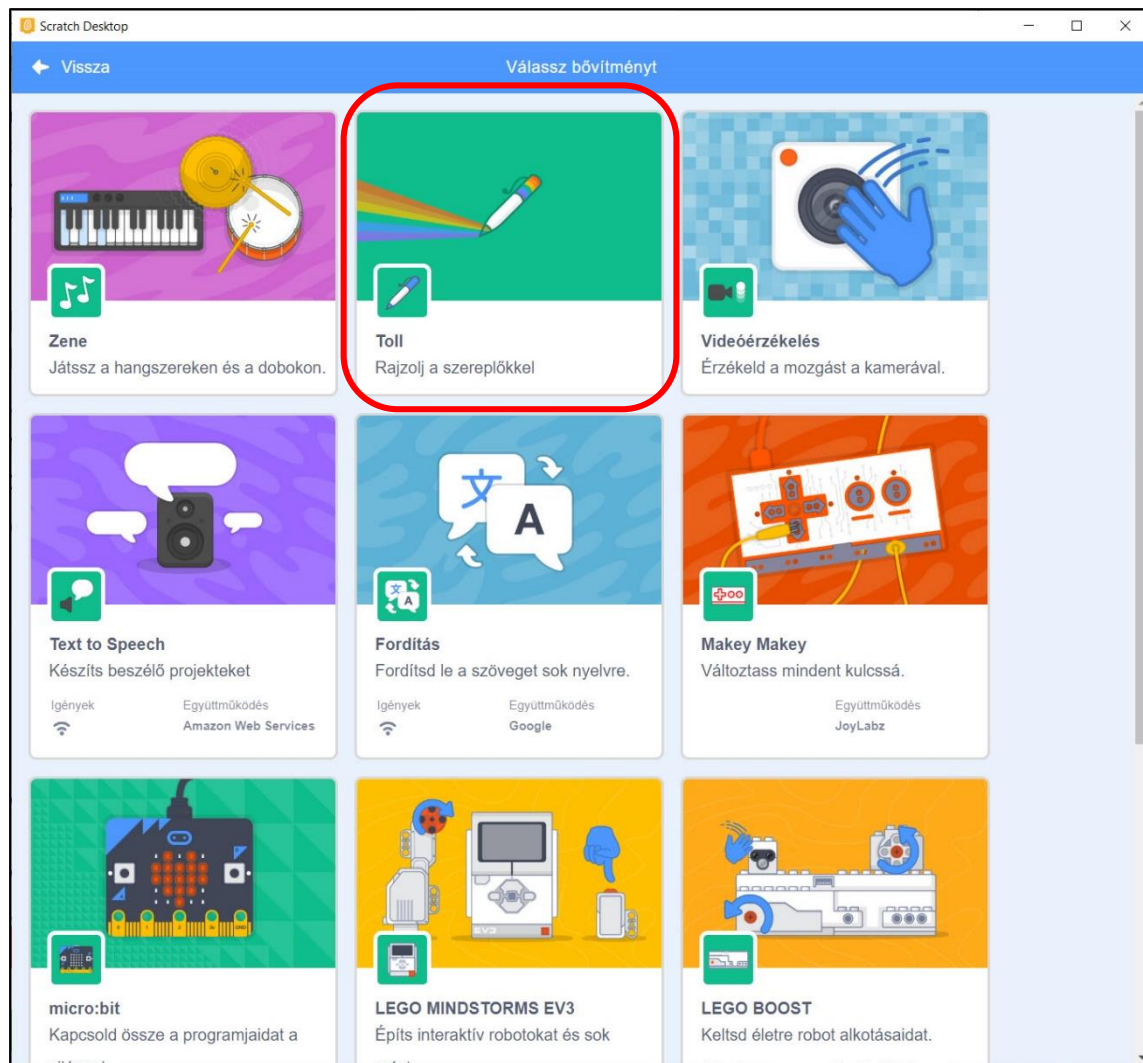 Scratch Desktop
Vissza
Válassz bővítményt
Zene
Játssz a hangszereken és a dobokon.
Toll
Rajzolj a szereplőkkel
Videóérzékelés
Érzékeld a mozgást a kamerával.
文
A
Text to Speech
Készíts beszélő projekteket
Igények
Együttműködés
Amazon Web Services
Fordítás
Fordítsd le a szöveget sok nyelvre.
Igények
Együttműködés
Google
Makey Makey
Változtass mindent kulcssá.
Együttműködés
JoyLabz
micro:bit
Kapcsold össze a programjaidat a
EV3
LEGO MINDSTORMS EV3
Építs interaktív robotokat és sok
LEGO BOOST
Keltsd életre robot alkotásaidat.